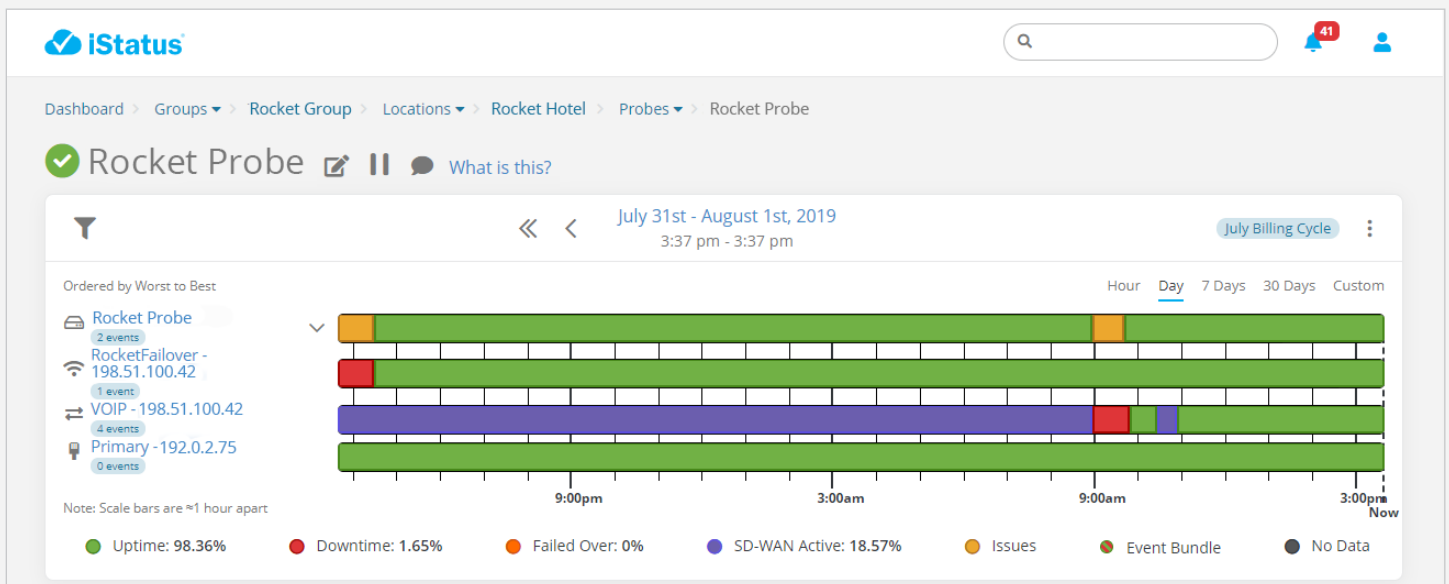 iStatus
41
Dashboard > Groups > Rocket Group > Locations > Rocket Hotel > Probes > Rocket Probe
Rocket Probe What is this?
July 31st - August 1st, 2019
3:37 pm - 3:37 pm
July Billing Cycle
Ordered by Worst to Best
Hour Day 7 Days 30 Days Custom
Rocket Probe
2 events
RocketFailover -
198.51.100.42
1 event
VOIP - 198.51.100.42
4 events
Primary - 192.0.2.75
0 events
9:00pm 3:00am 9:00am 3:00pm
Note: Scale bars are ≈1 hour apart
Now
Uptime: 98.36% Downtime: 1.65% Failed Over: 0% SD-WAN Active: 18.57% Issues Event Bundle No Data